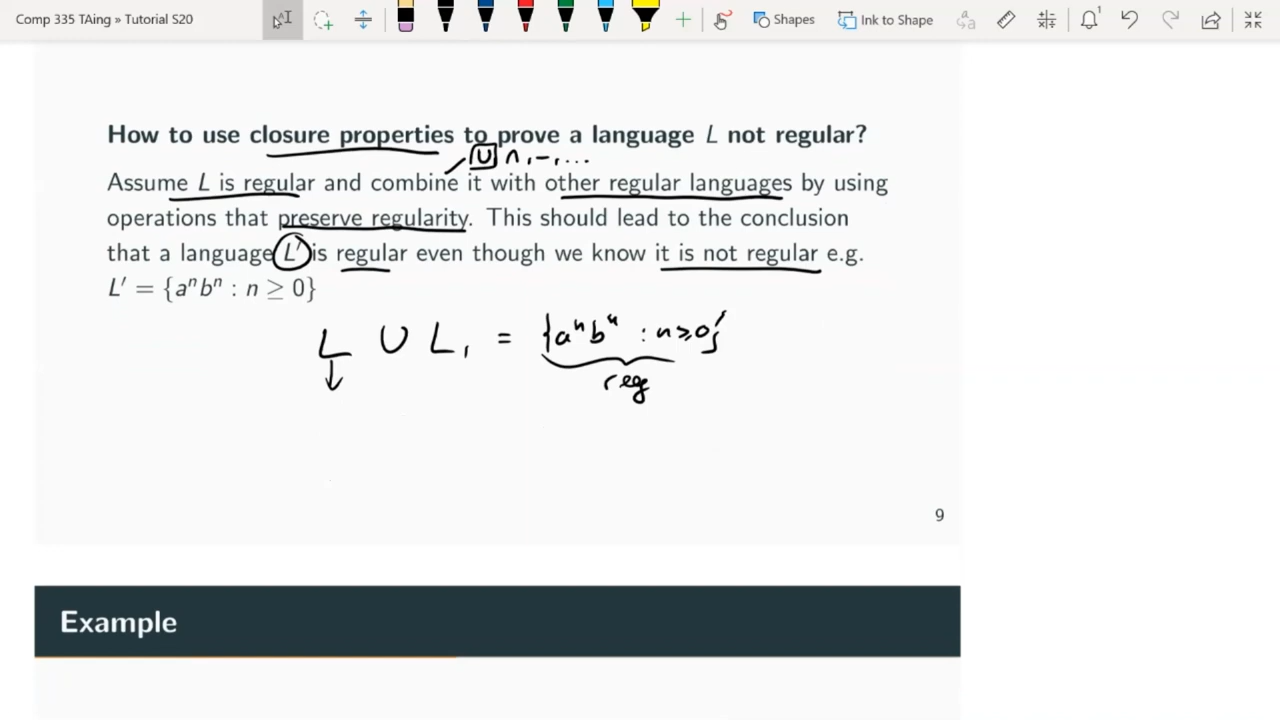 Comp 335 TAing » Tutorial S20
Shapes
Ink to Shape
How to use closure properties to prove a language L not regular?
∪ ∩, −, ...
Assume L is regular and combine it with other regular languages by using
operations that preserve regularity. This should lead to the conclusion
that a language L′ is regular even though we know it is not regular e.g.
L′ = {aⁿbⁿ : n ≥ 0}
L ∪ L₁ = {aⁿbⁿ : n≥0}
reg
9
Example